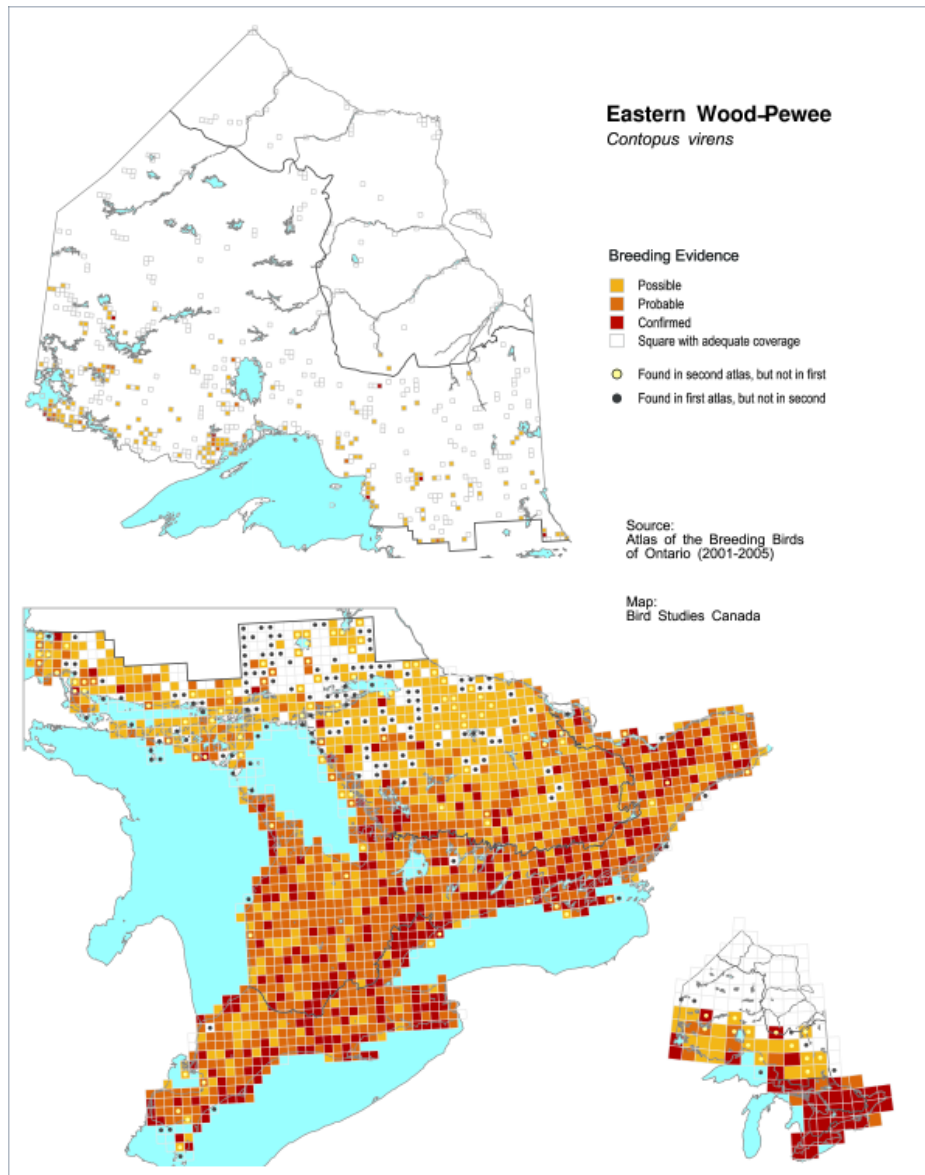 Eastern Wood-Pewee
Contopus virens
Breeding Evidence
Possible
Probable
Confirmed
Square with adequate coverage
Found in second atlas, but not in first
Found in first atlas, but not in second
Source:
Atlas of the Breeding Birds
of Ontario (2001-2005)
Map:
Bird Studies Canada